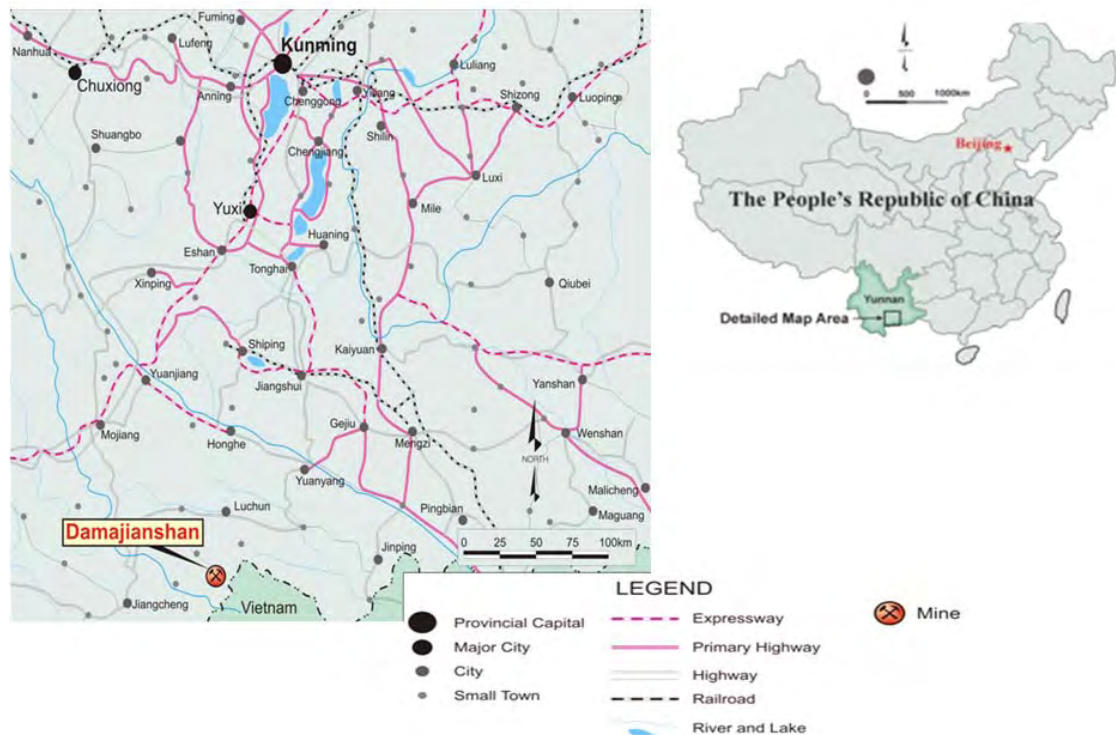 Fuming
Nanhua
Lufeng
Kunming
Chuxiong
Anning
Chenggong
Yiliang
Luliang
Shizong
Luoping
Shuangbo
Shilin
Chengjiang
Luxi
Yuxi
Mile
Huaning
Eshan
Tonghai
Xinping
Qiubei
Shiping
Kaiyuan
Yuanjiang
Jiangshui
Yanshan
Mojiang
Honghe
Gejiu
Mengzi
Wenshan
NORTH
Yuanyang
Malicheng
Luchun
Pingbian
Maguang
Damajianshan
Jinping
0 25 50 75 100km
Jiangcheng
Vietnam
0 500 1000km
Beijing
The People's Republic of China
Yunnan
Detailed Map Area
LEGEND
Provincial Capital
Major City
City
Small Town
Expressway
Primary Highway
Highway
Railroad
River and Lake
Mine